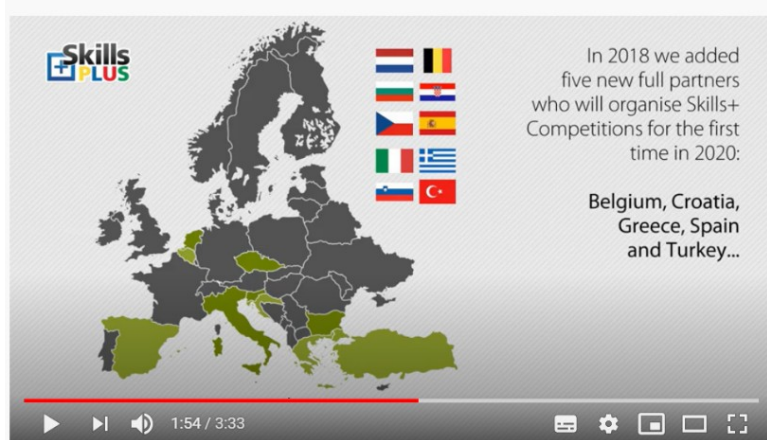 Skills
PLUS
In 2018 we added
five new full partners
who will organise Skills+
Competitions for the first
time in 2020:
Belgium, Croatia,
Greece, Spain
and Turkey...
1:54 / 3:33